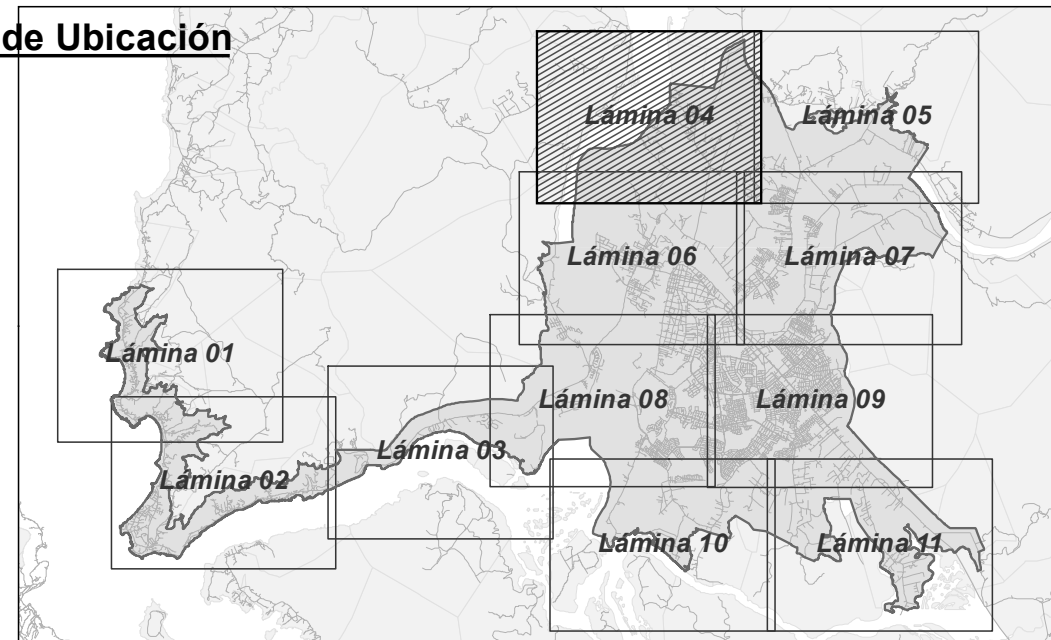 de Ubicación
Lámina 04
Lámina 05
Lámina 06
Lámina 07
Lámina 01
Lámina 08
Lámina 09
Lámina 03
Lámina 02
Lámina 10
Lámina 11